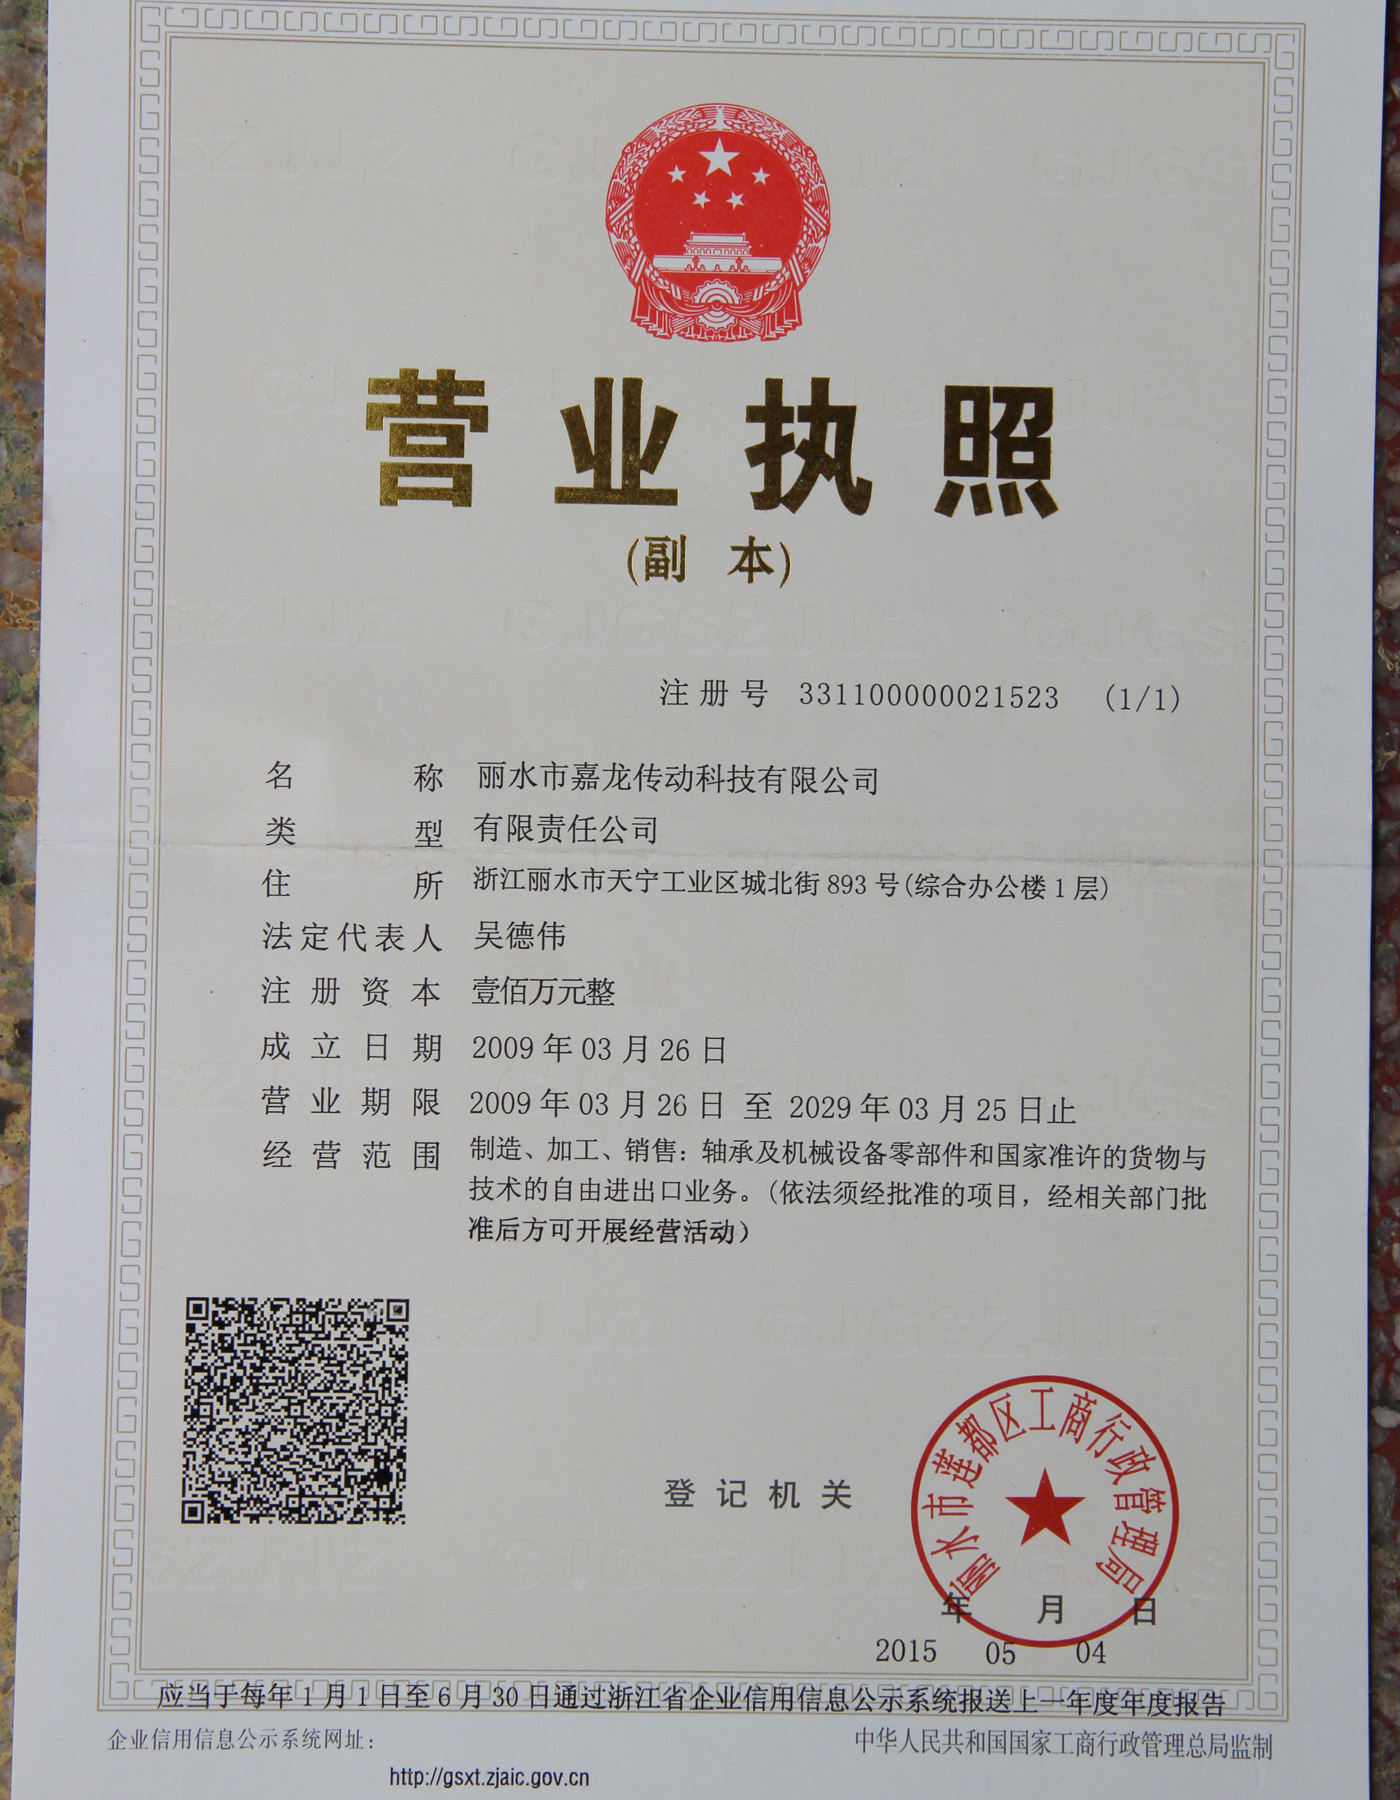 营业执照
(副 本)
注册号 331100000021523 (1/1)
名称 丽水市嘉龙传动科技有限公司
类型 有限责任公司
住所 浙江丽水市天宁工业区城北街893号(综合办公楼1层)
法定代表人 吴德伟
注册资本 壹佰万元整
成立日期 2009年03月26日
营业期限 2009年03月26日 至 2029年03月25日止
经营范围 制造、加工、销售：轴承及机械设备零部件和国家准许的货物与
技术的自由进出口业务。(依法须经批准的项目，经相关部门批
准后方可开展经营活动)
登记机关
丽水市莲都区工商行政管理局
年 月 日
2015 05 04
应当于每年1月1日至6月30日通过浙江省企业信用信息公示系统报送上一年度年度报告
企业信用信息公示系统网址：
中华人民共和国国家工商行政管理总局监制
http://gsxt.zjaic.gov.cn